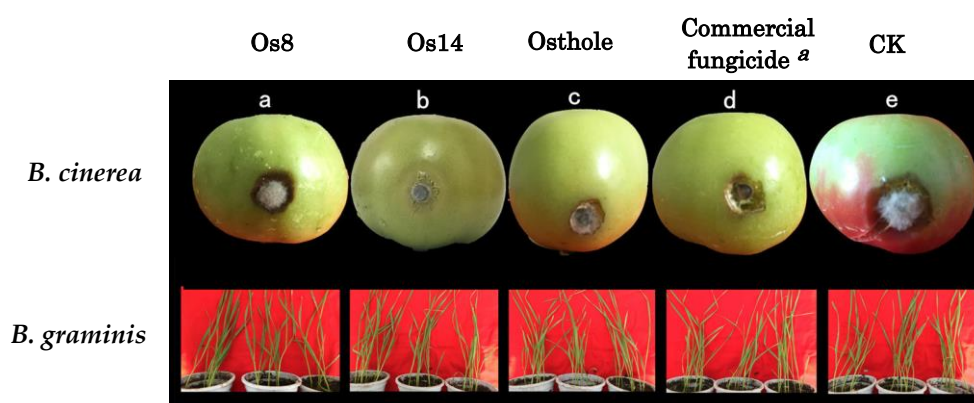 Os8
Os14
Osthole
Commercial
fungicide a
CK
a
b
c
d
e
B. cinerea
B. graminis